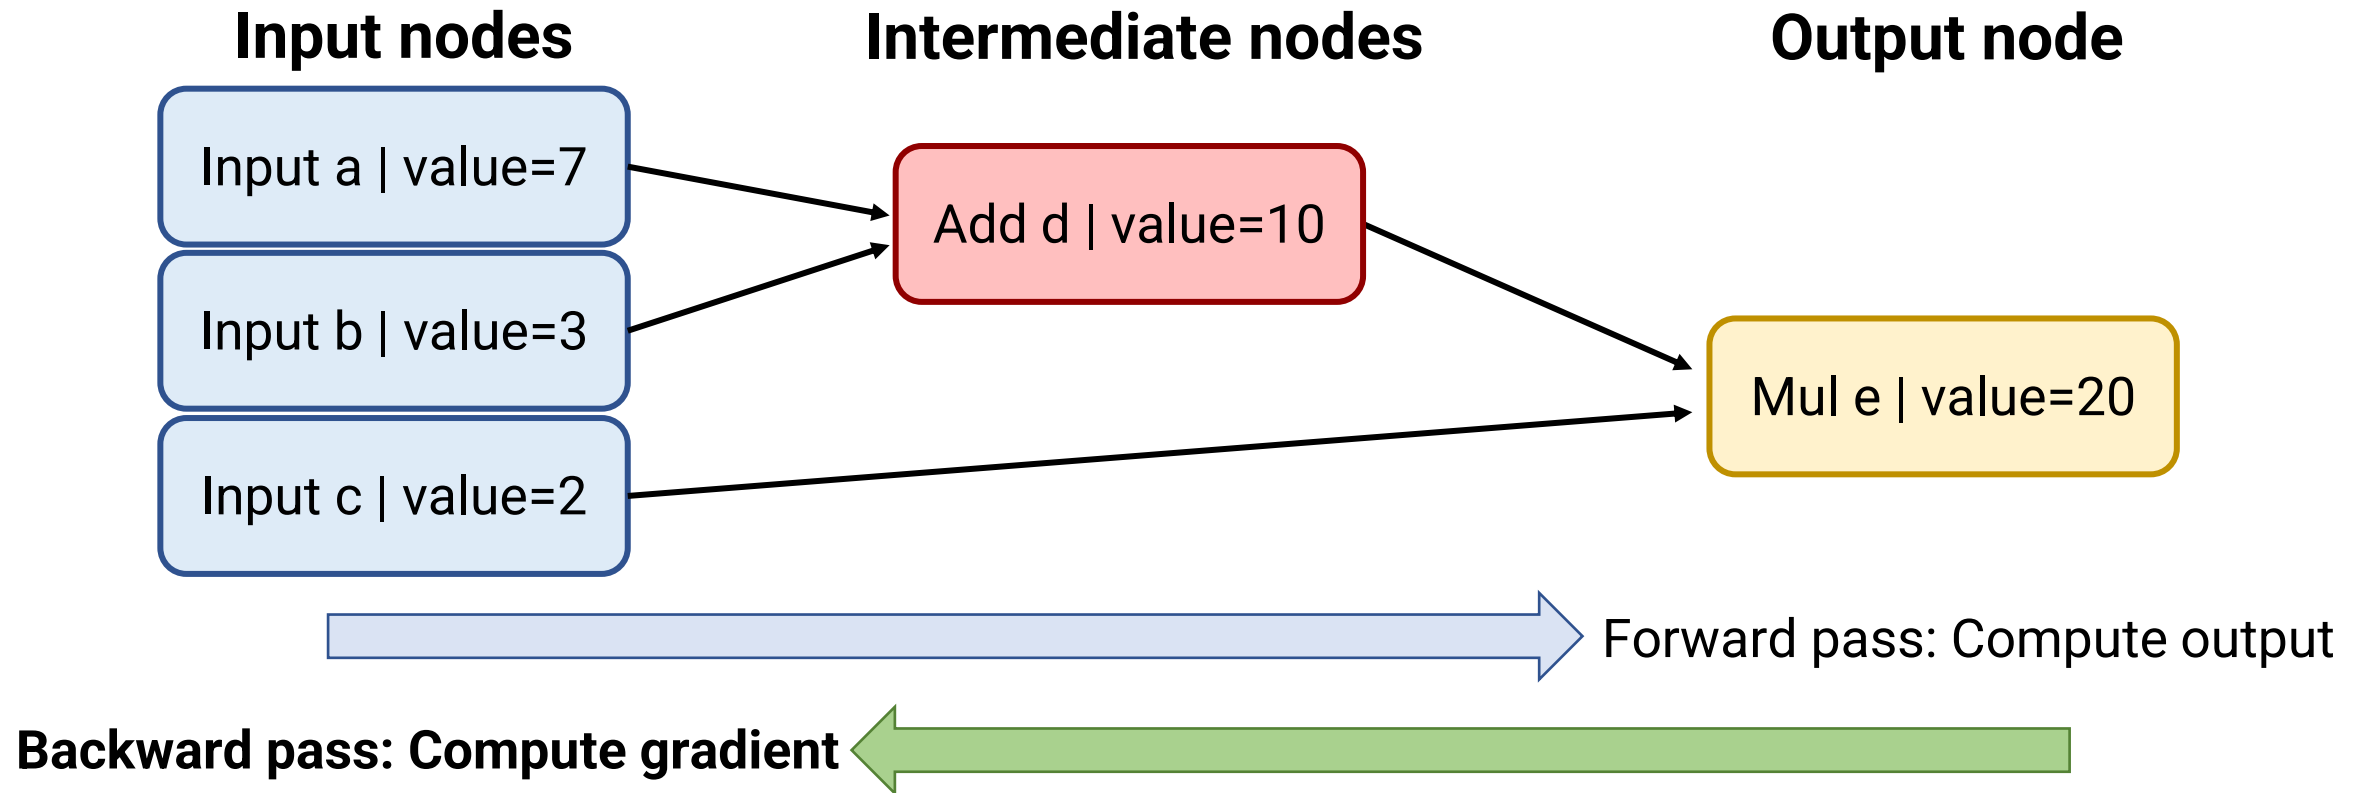 Input nodes
Intermediate nodes
Output node
Input a | value=7
Input b | value=3
Input c | value=2
Add d | value=10
Mul e | value=20
Forward pass: Compute output
Backward pass: Compute gradient